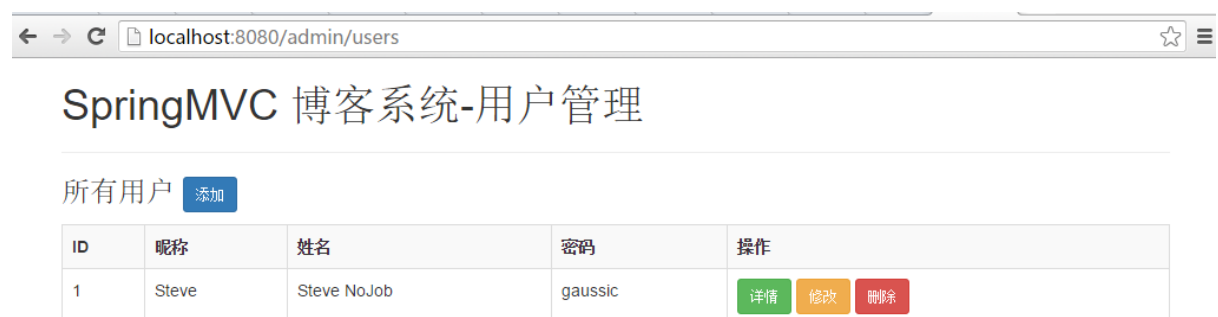 localhost:8080/admin/users
SpringMVC 博客系统-用户管理
所有用户 添加
ID 昵称 姓名 密码 操作
1 Steve Steve NoJob gaussic 详情 修改 删除